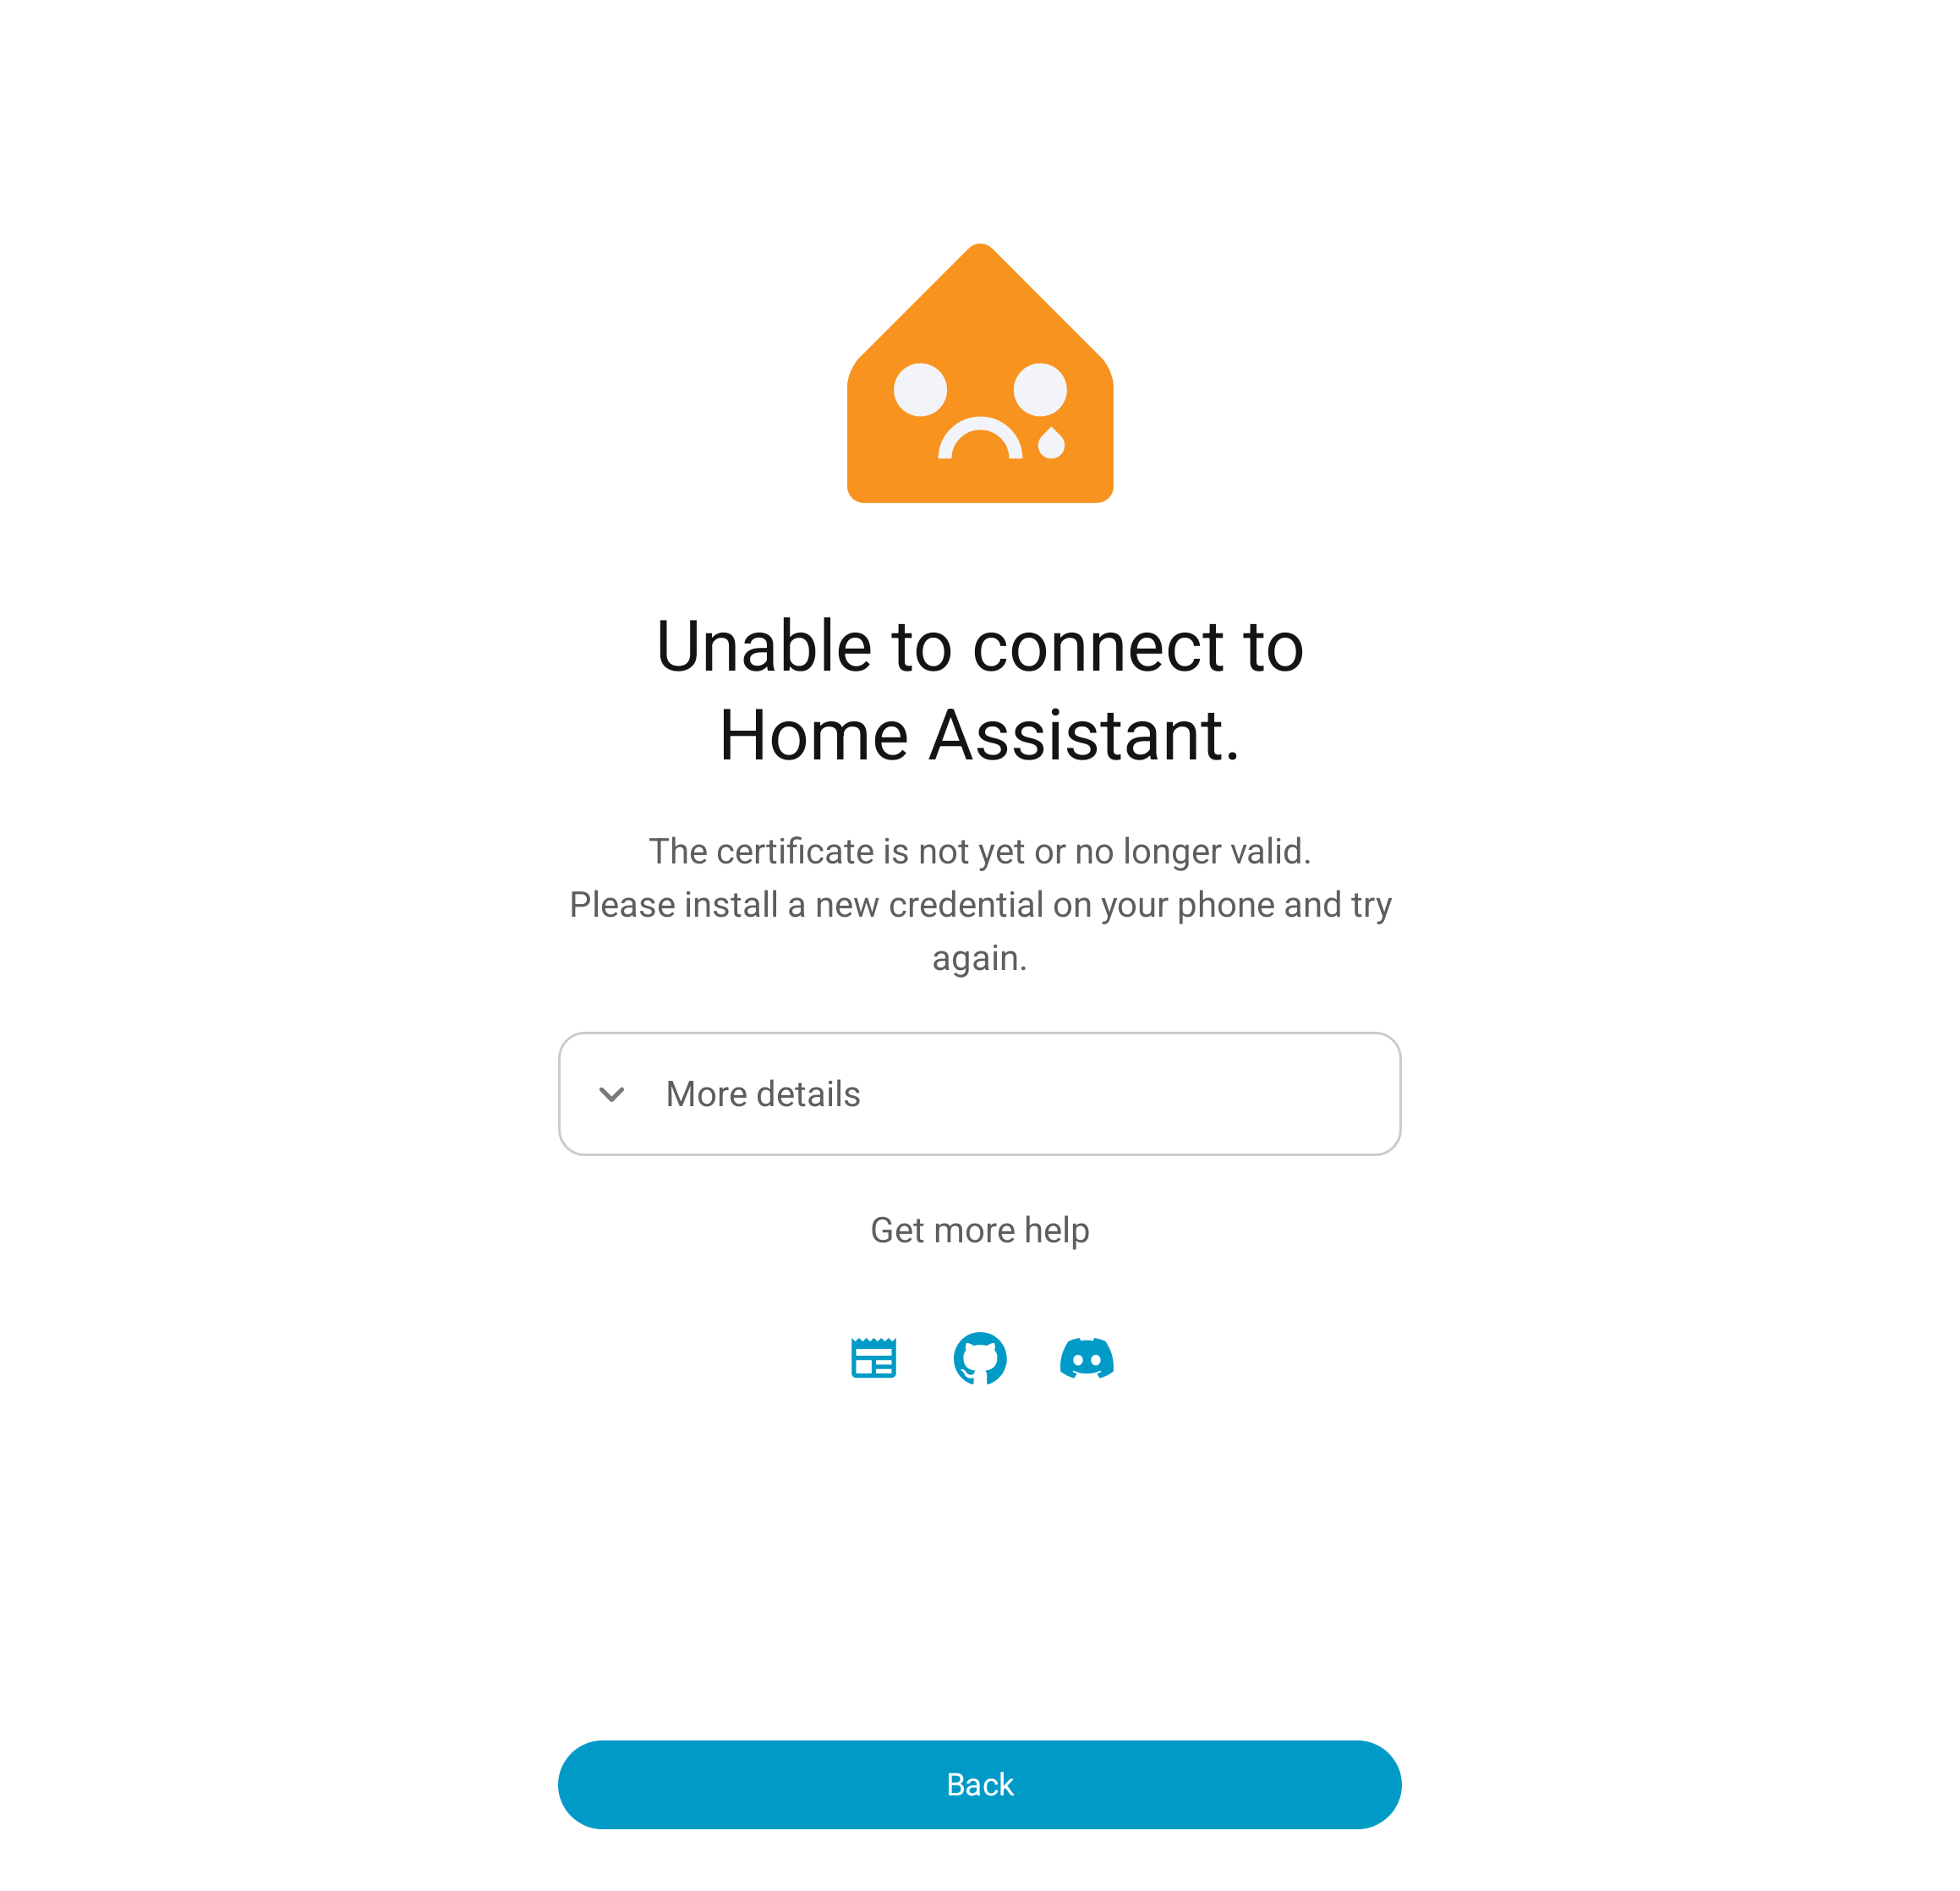 Unable to connect to
Home Assistant.
The certificate is not yet or no longer valid.
Please install a new credential on your phone and try
again.
More details
Get more help
Back